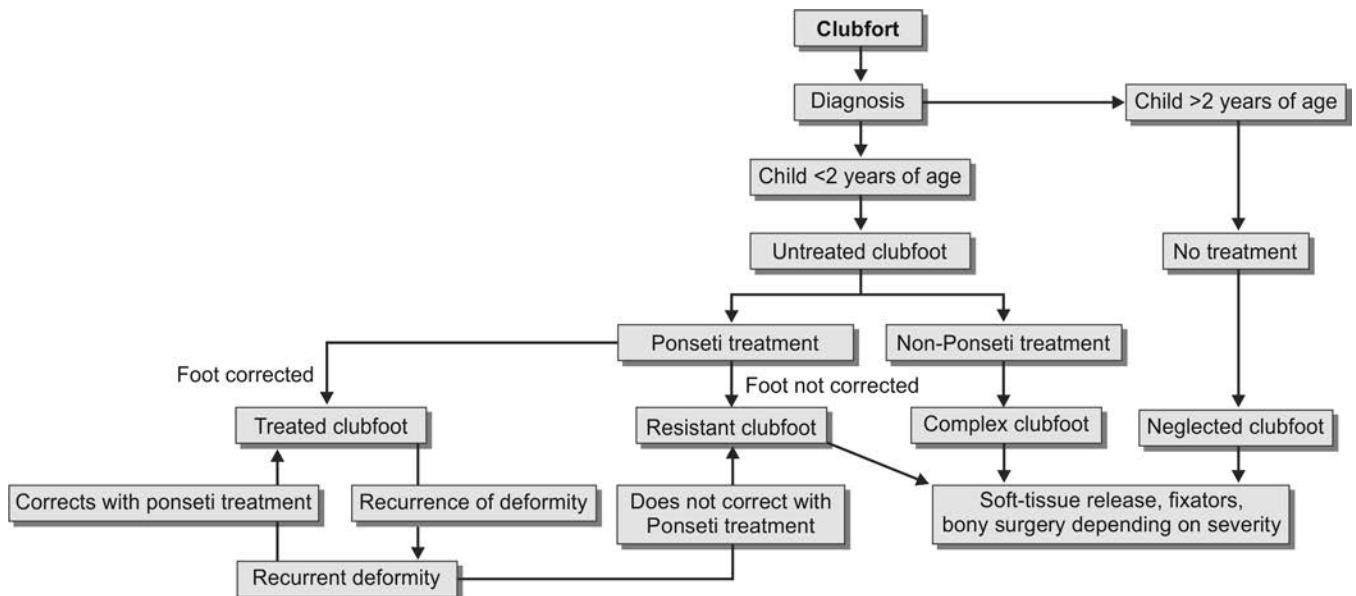 Clubfort
Diagnosis
Child >2 years of age
Child <2 years of age
Untreated clubfoot
No treatment
Ponseti treatment
Non-Ponseti treatment
Foot corrected
Foot not corrected
Treated clubfoot
Resistant clubfoot
Complex clubfoot
Neglected clubfoot
Corrects with ponseti treatment
Recurrence of deformity
Does not correct with
Ponseti treatment
Soft-tissue release, fixators,
bony surgery depending on severity
Recurrent deformity